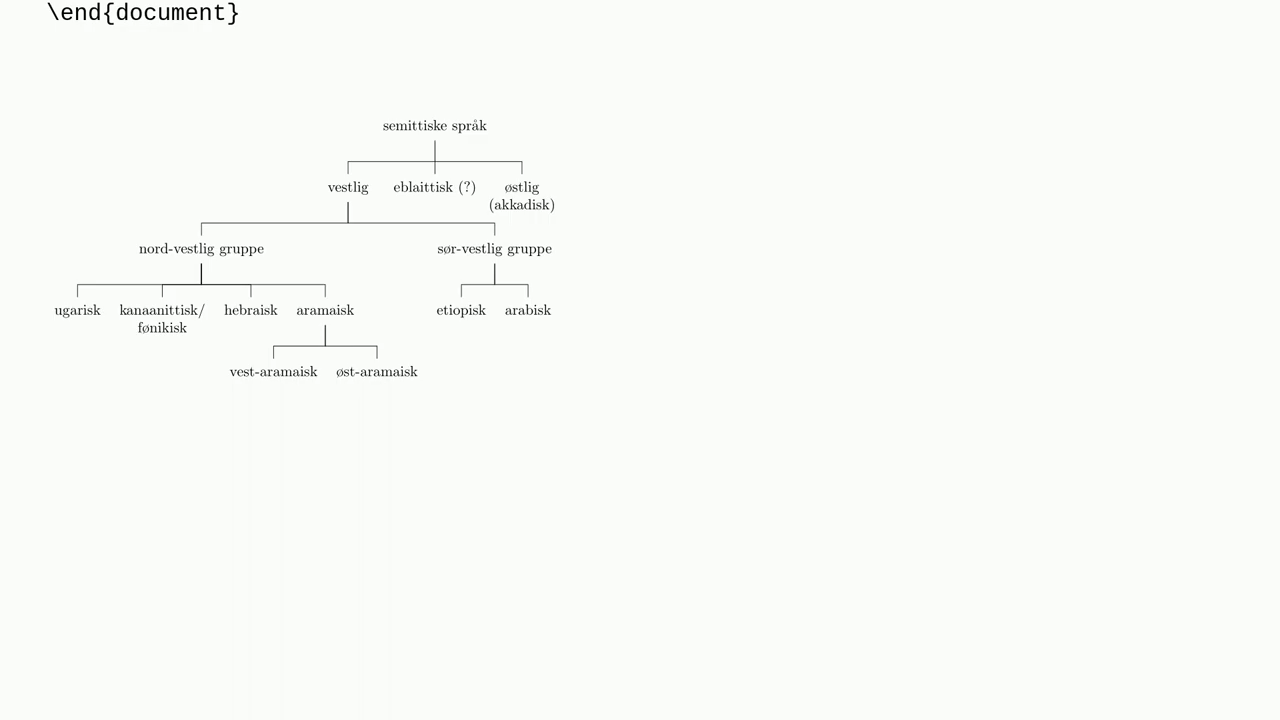 \end{document}
semittiske språk
vestlig eblaittisk (?) østlig
(akkadisk)
nord-vestlig gruppe sør-vestlig gruppe
ugarisk kanaanittisk/ hebraisk aramaisk etiopisk arabisk
fønikisk
vest-aramaisk øst-aramaisk